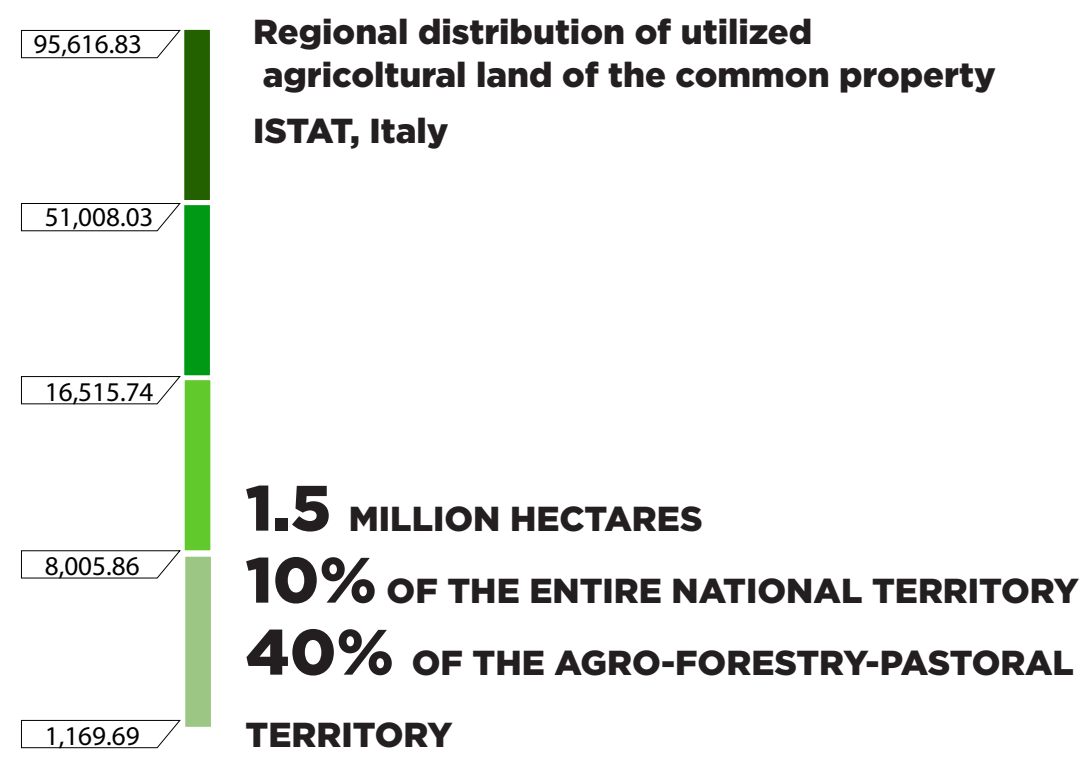 95,616.83
Regional distribution of utilized
agricoltural land of the common property
ISTAT, Italy
51,008.03
16,515.74
1.5 MILLION HECTARES
8,005.86
10% OF THE ENTIRE NATIONAL TERRITORY
40% OF THE AGRO-FORESTRY-PASTORAL
1,169.69
TERRITORY